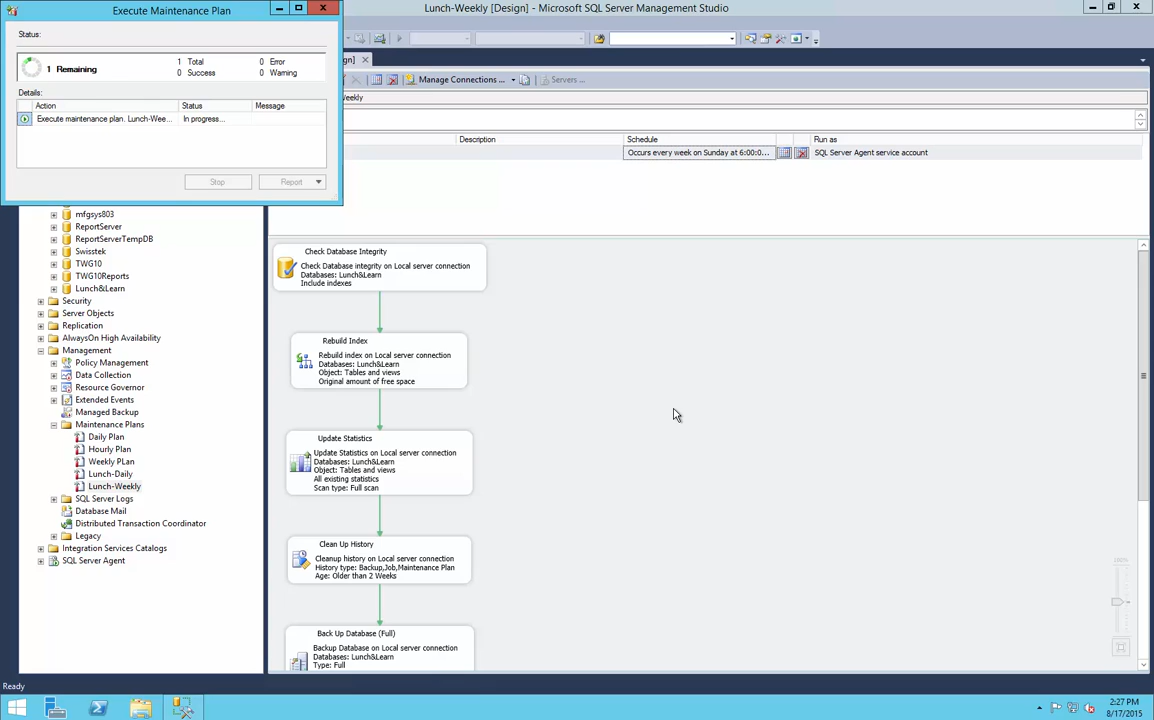 Execute Maintenance Plan
Lunch-Weekly [Design] - Microsoft SQL Server Management Studio
Status:
1 Remaining
1 Total
0 Error
0 Success
0 Warning
Details:
Action
Status
Message
Execute maintenance plan. Lunch-Wee...
In progress...
Stop
Report
gn]
Manage Connections ...
Servers ...
Weekly
Description
Schedule
Run as
Occurs every week on Sunday at 6:00:0...
SQL Server Agent service account
mfgsys803
ReportServer
ReportServerTempDB
Swisstek
TWG10
TWG10Reports
Lunch&Learn
Security
Server Objects
Replication
AlwaysOn High Availability
Management
Policy Management
Data Collection
Resource Governor
Extended Events
Managed Backup
Maintenance Plans
Daily Plan
Hourly Plan
Weekly PLan
Lunch-Daily
Lunch-Weekly
SQL Server Logs
Database Mail
Distributed Transaction Coordinator
Legacy
Integration Services Catalogs
SQL Server Agent
Check Database Integrity
Check Database integrity on Local server connection
Databases: Lunch&Learn
Include indexes
Rebuild Index
Rebuild index on Local server connection
Databases: Lunch&Learn
Object: Tables and views
Original amount of free space
Update Statistics
Update Statistics on Local server connection
Databases: Lunch&Learn
Object: Tables and views
All existing statistics
Scan type: Full scan
Clean Up History
Cleanup history on Local server connection
History type: Backup,Job,Maintenance Plan
Age: Older than 2 Weeks
Back Up Database (Full)
Backup Database on Local server connection
Databases: Lunch&Learn
Type: Full
100%
Ready
2:27 PM
8/17/2015